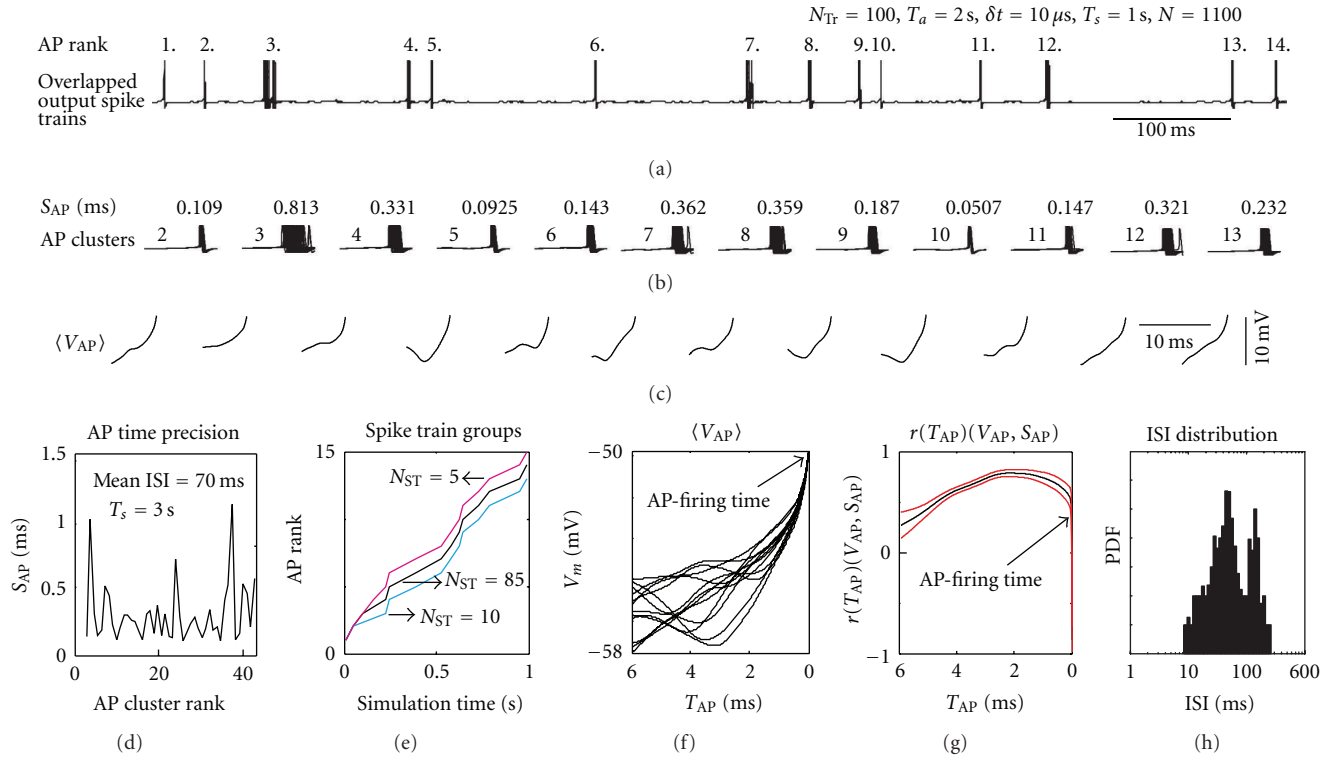 N_Tr = 100, T_a = 2 s, δt = 10 μs, T_s = 1 s, N = 1100
AP rank 1. 2. 3. 4. 5. 6. 7. 8. 9. 10. 11. 12. 13. 14.
Overlapped
output spike
trains
100 ms
(a)
S_AP (ms) 0.109 0.813 0.331 0.0925 0.143 0.362 0.359 0.187 0.0507 0.147 0.321 0.232
AP clusters 2 3 4 5 6 7 8 9 10 11 12 13
(b)
⟨V_AP⟩
10 ms
10 mV
(c)
AP time precision
1.5
1
0.5
0
S_AP (ms)
Mean ISI = 70 ms
T_s = 3 s
0 20 40
AP cluster rank
(d)
Spike train groups
15
0
AP rank
N_ST = 5
N_ST = 85
N_ST = 10
0 0.5 1
Simulation time (s)
(e)
⟨V_AP⟩
−50
−58
V_m (mV)
AP-firing time
6 4 2 0
T_AP (ms)
(f)
r(T_AP)(V_AP, S_AP)
1
0
−1
r(T_AP)(V_AP, S_AP)
AP-firing time
6 4 2 0
T_AP (ms)
(g)
ISI distribution
PDF
1 10 100 600
ISI (ms)
(h)